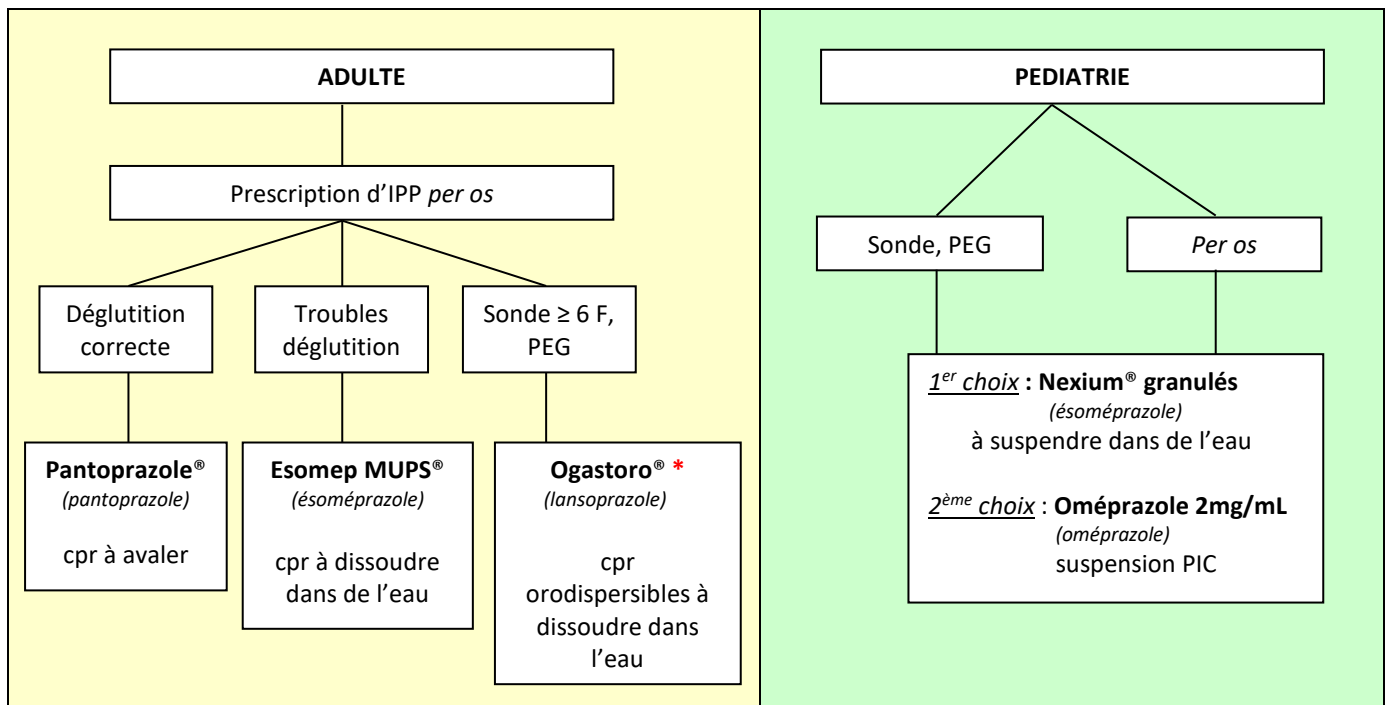 ADULTE
Prescription d’IPP per os
Déglutition
correcte
Troubles
déglutition
Sonde ≥ 6 F,
PEG
Pantoprazole®
(pantoprazole)
cpr à avaler
Esomep MUPS®
(ésoméprazole)
cpr à dissoudre
dans de l’eau
Ogastoro® *
(lansoprazole)
cpr
orodispersibles à
dissoudre dans
l’eau
PEDIATRIE
Sonde, PEG
Per os
1er choix : Nexium® granulés
(ésoméprazole)
à suspendre dans de l’eau
2ème choix : Oméprazole 2mg/mL
(oméprazole)
suspension PIC